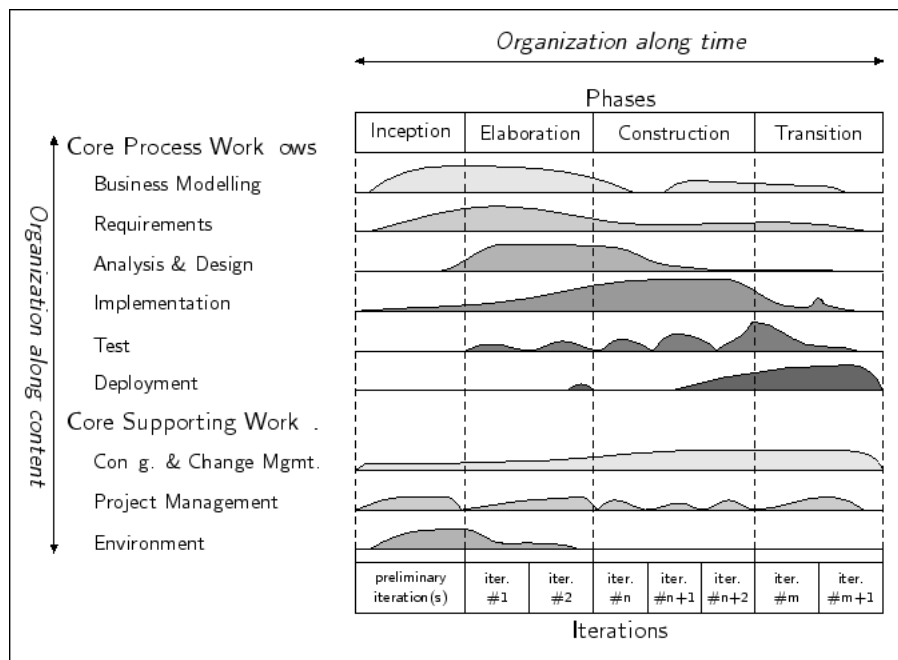 Organization along time
Phases
Inception Elaboration Construction Transition
Core Process Work ows
Business Modelling
Requirements
Analysis & Design
Implementation
Test
Deployment
Core Supporting Work .
Con g. & Change Mgmt.
Project Management
Environment
Organization along content
preliminary iter. iter. iter. iter. iter. iter. iter.
iteration(s) #1 #2 #n #n+1 #n+2 #m #m+1
Iterations